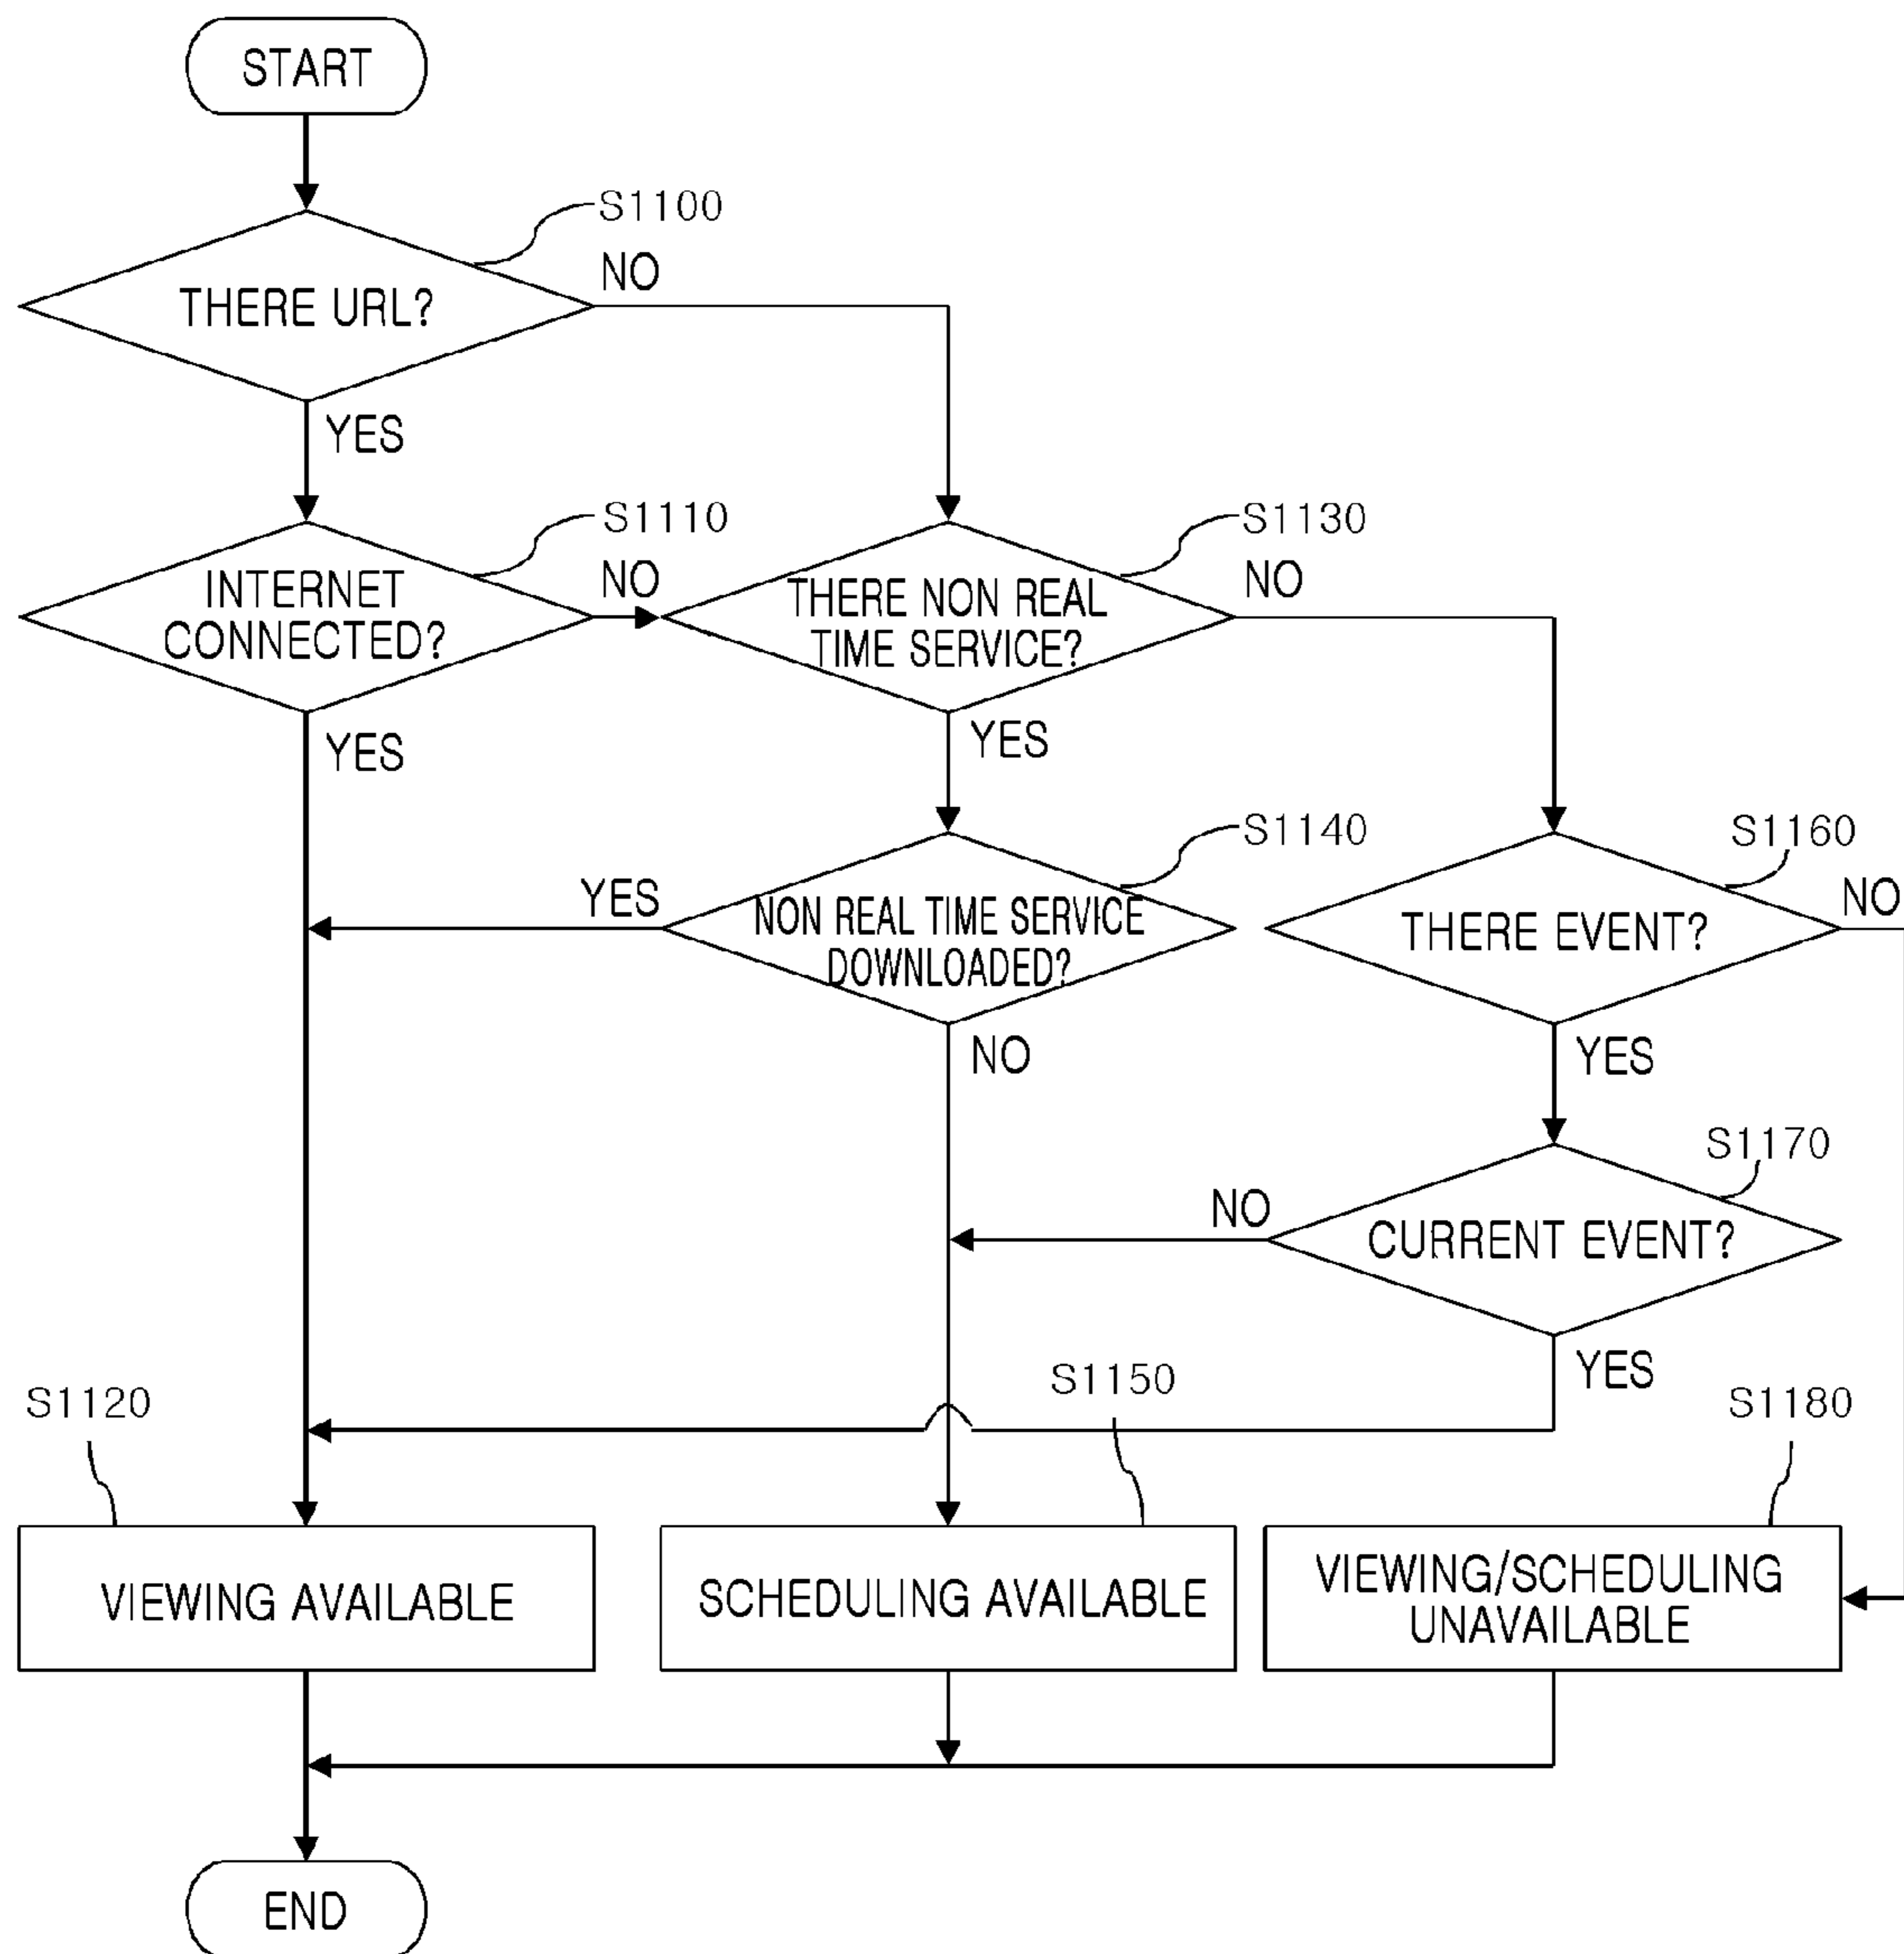 START
S1100
NO
THERE URL?
YES
S1110
S1130
NO
NO
INTERNET
CONNECTED?
THERE NON REAL
TIME SERVICE?
YES
YES
S1140
S1160
YES
NO
NON REAL TIME SERVICE
DOWNLOADED?
THERE EVENT?
NO
YES
S1170
NO
CURRENT EVENT?
YES
S1120
S1150
S1180
VIEWING AVAILABLE
SCHEDULING AVAILABLE
VIEWING/SCHEDULING
UNAVAILABLE
END